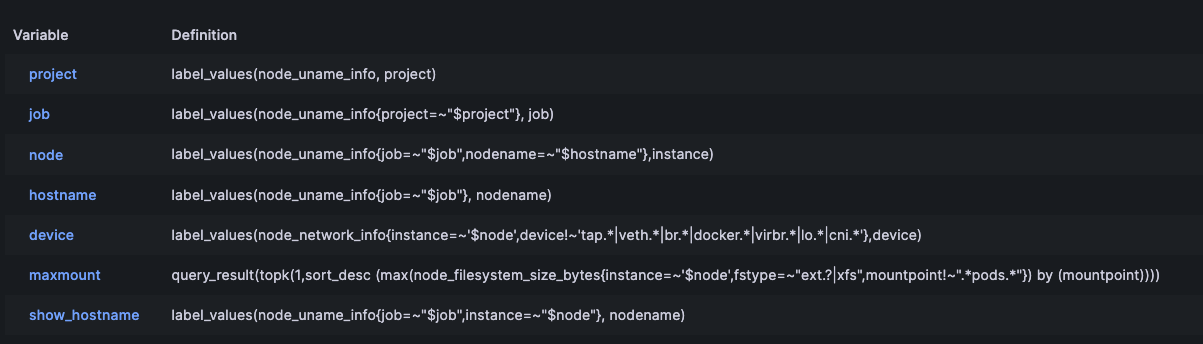 Variable Definition
project label_values(node_uname_info, project)
job label_values(node_uname_info{project=~"$project"}, job)
node label_values(node_uname_info{job=~"$job",nodename=~"$hostname"},instance)
hostname label_values(node_uname_info{job=~"$job"}, nodename)
device label_values(node_network_info{instance=~'$node',device!~'tap.*|veth.*|br.*|docker.*|virbr.*|lo.*|cni.*'},device)
maxmount query_result(topk(1,sort_desc (max(node_filesystem_size_bytes{instance=~'$node',fstype=~"ext.?|xfs",mountpoint!~".*pods.*"}) by (mountpoint))))
show_hostname label_values(node_uname_info{job=~"$job",instance=~"$node"}, nodename)